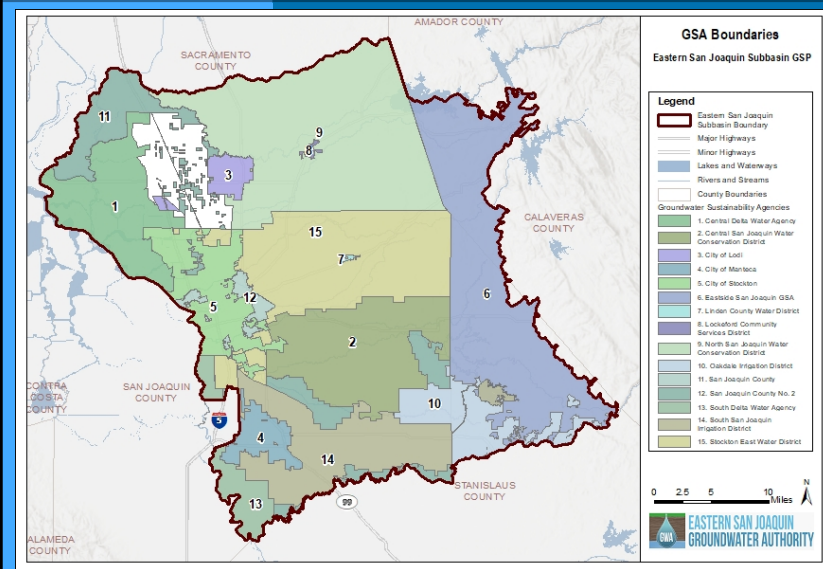 AMADOR COUNTY
SACRAMENTO
COUNTY
11
9
8
3
1
CALAVERAS
COUNTY
15
7
12
5
6
2
CONTRA
COSTA
COUNTY
SAN JOAQUIN
COUNTY
10
5
4
14
STANISLAUS
COUNTY
99
13
ALAMEDA
COUNTY
GSA Boundaries
Eastern San Joaquin Subbasin GSP
Legend
Eastern San Joaquin
Subbasin Boundary
Major Highways
Minor Highways
Lakes and Waterways
Rivers and Streams
County Boundaries
Groundwater Sustainability Agencies
1. Central Delta Water Agency
2. Central San Joaquin Water
Conservation District
3. City of Lodi
4. City of Manteca
5. City of Stockton
6. Eastside San Joaquin GSA
7. Linden County Water District
8. Lockeford Community
Services District
9. North San Joaquin Water
Conservation District
10. Oakdale Irrigation District
11. San Joaquin County
12. San Joaquin County No. 2
13. South Delta Water Agency
14. South San Joaquin
Irrigation District
15. Stockton East Water District
0 2.5 5 10
Miles
N
GWA
EASTERN SAN JOAQUIN
GROUNDWATER AUTHORITY